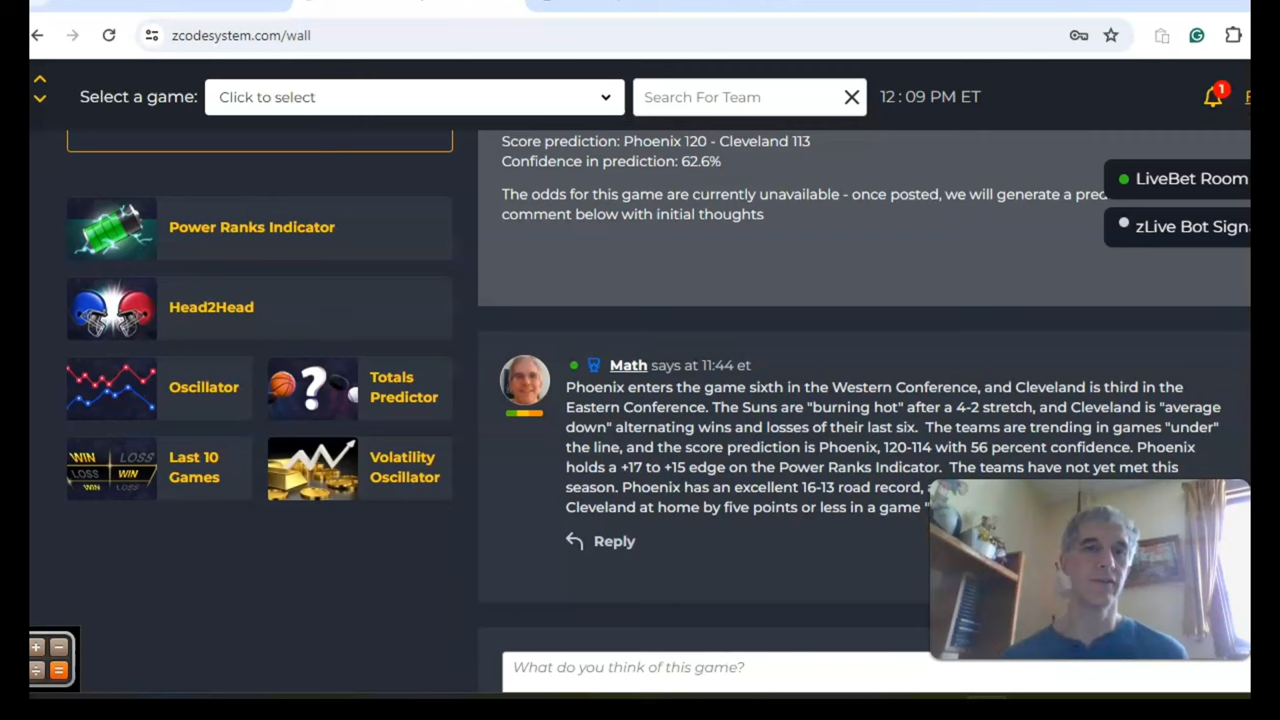 zcodesystem.com/wall
Select a game:
Click to select
Search For Team
12 : 09 PM ET
1
Score prediction: Phoenix 120 - Cleveland 113
Confidence in prediction: 62.6%
The odds for this game are currently unavailable - once posted, we will generate a
comment below with initial thoughts
LiveBet Room
zLive Bot
Power Ranks Indicator
Head2Head
Oscillator
Totals
Predictor
WIN LOSS
LOSS WIN LOSS
WIN LOSS
Last 10
Games
Volatility
Oscillator
Math says at 11:44 et
Phoenix enters the game sixth in the Western Conference, and Cleveland is third in the
Eastern Conference. The Suns are "burning hot" after a 4-2 stretch, and Cleveland is "average
down" alternating wins and losses of their last six. The teams are trending in games "under"
the line, and the score prediction is Phoenix, 120-114 with 56 percent confidence. Phoenix
holds a +17 to +15 edge on the Power Ranks Indicator. The teams have not yet met this
season. Phoenix has an excellent 16-13 road record,
Cleveland at home by five points or less in a game "
Reply
What do you think of this game?